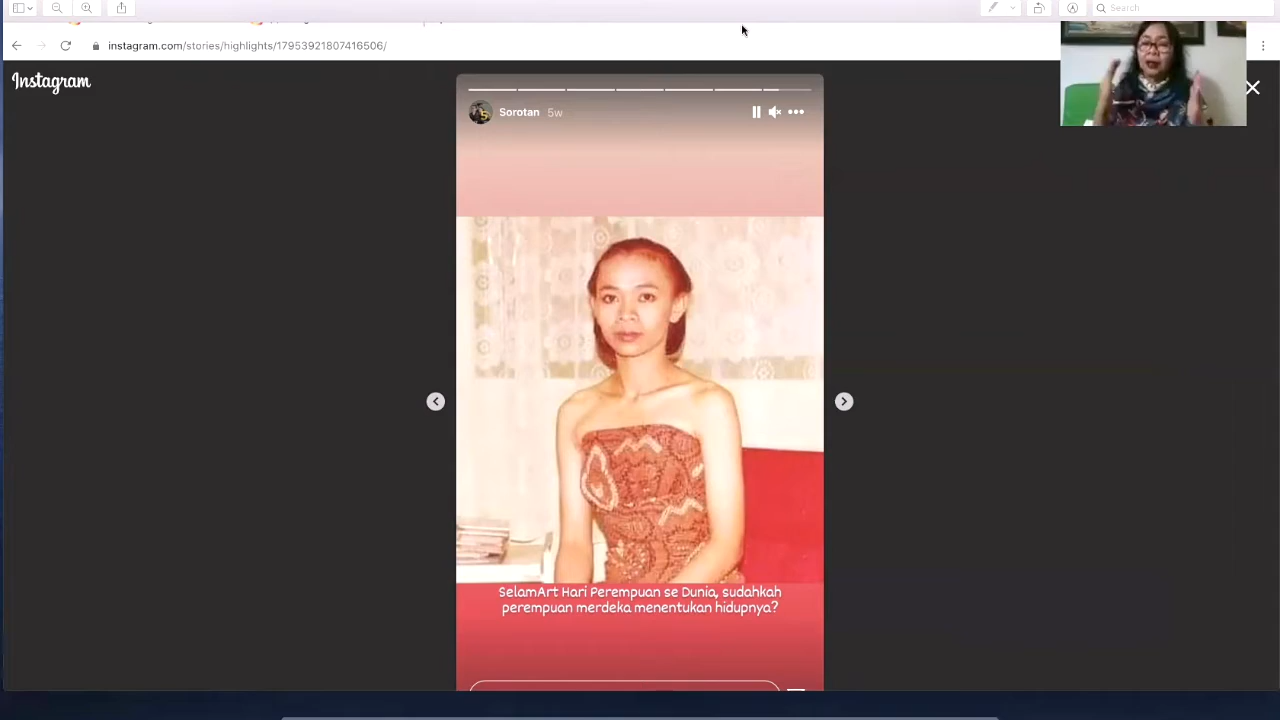 Search
instagram.com/stories/highlights/17953921807416506/
Instagram
Sorotan 5w
SelamArt Hari Perempuan se Dunia, sudahkah
perempuan merdeka menentukan hidupnya?